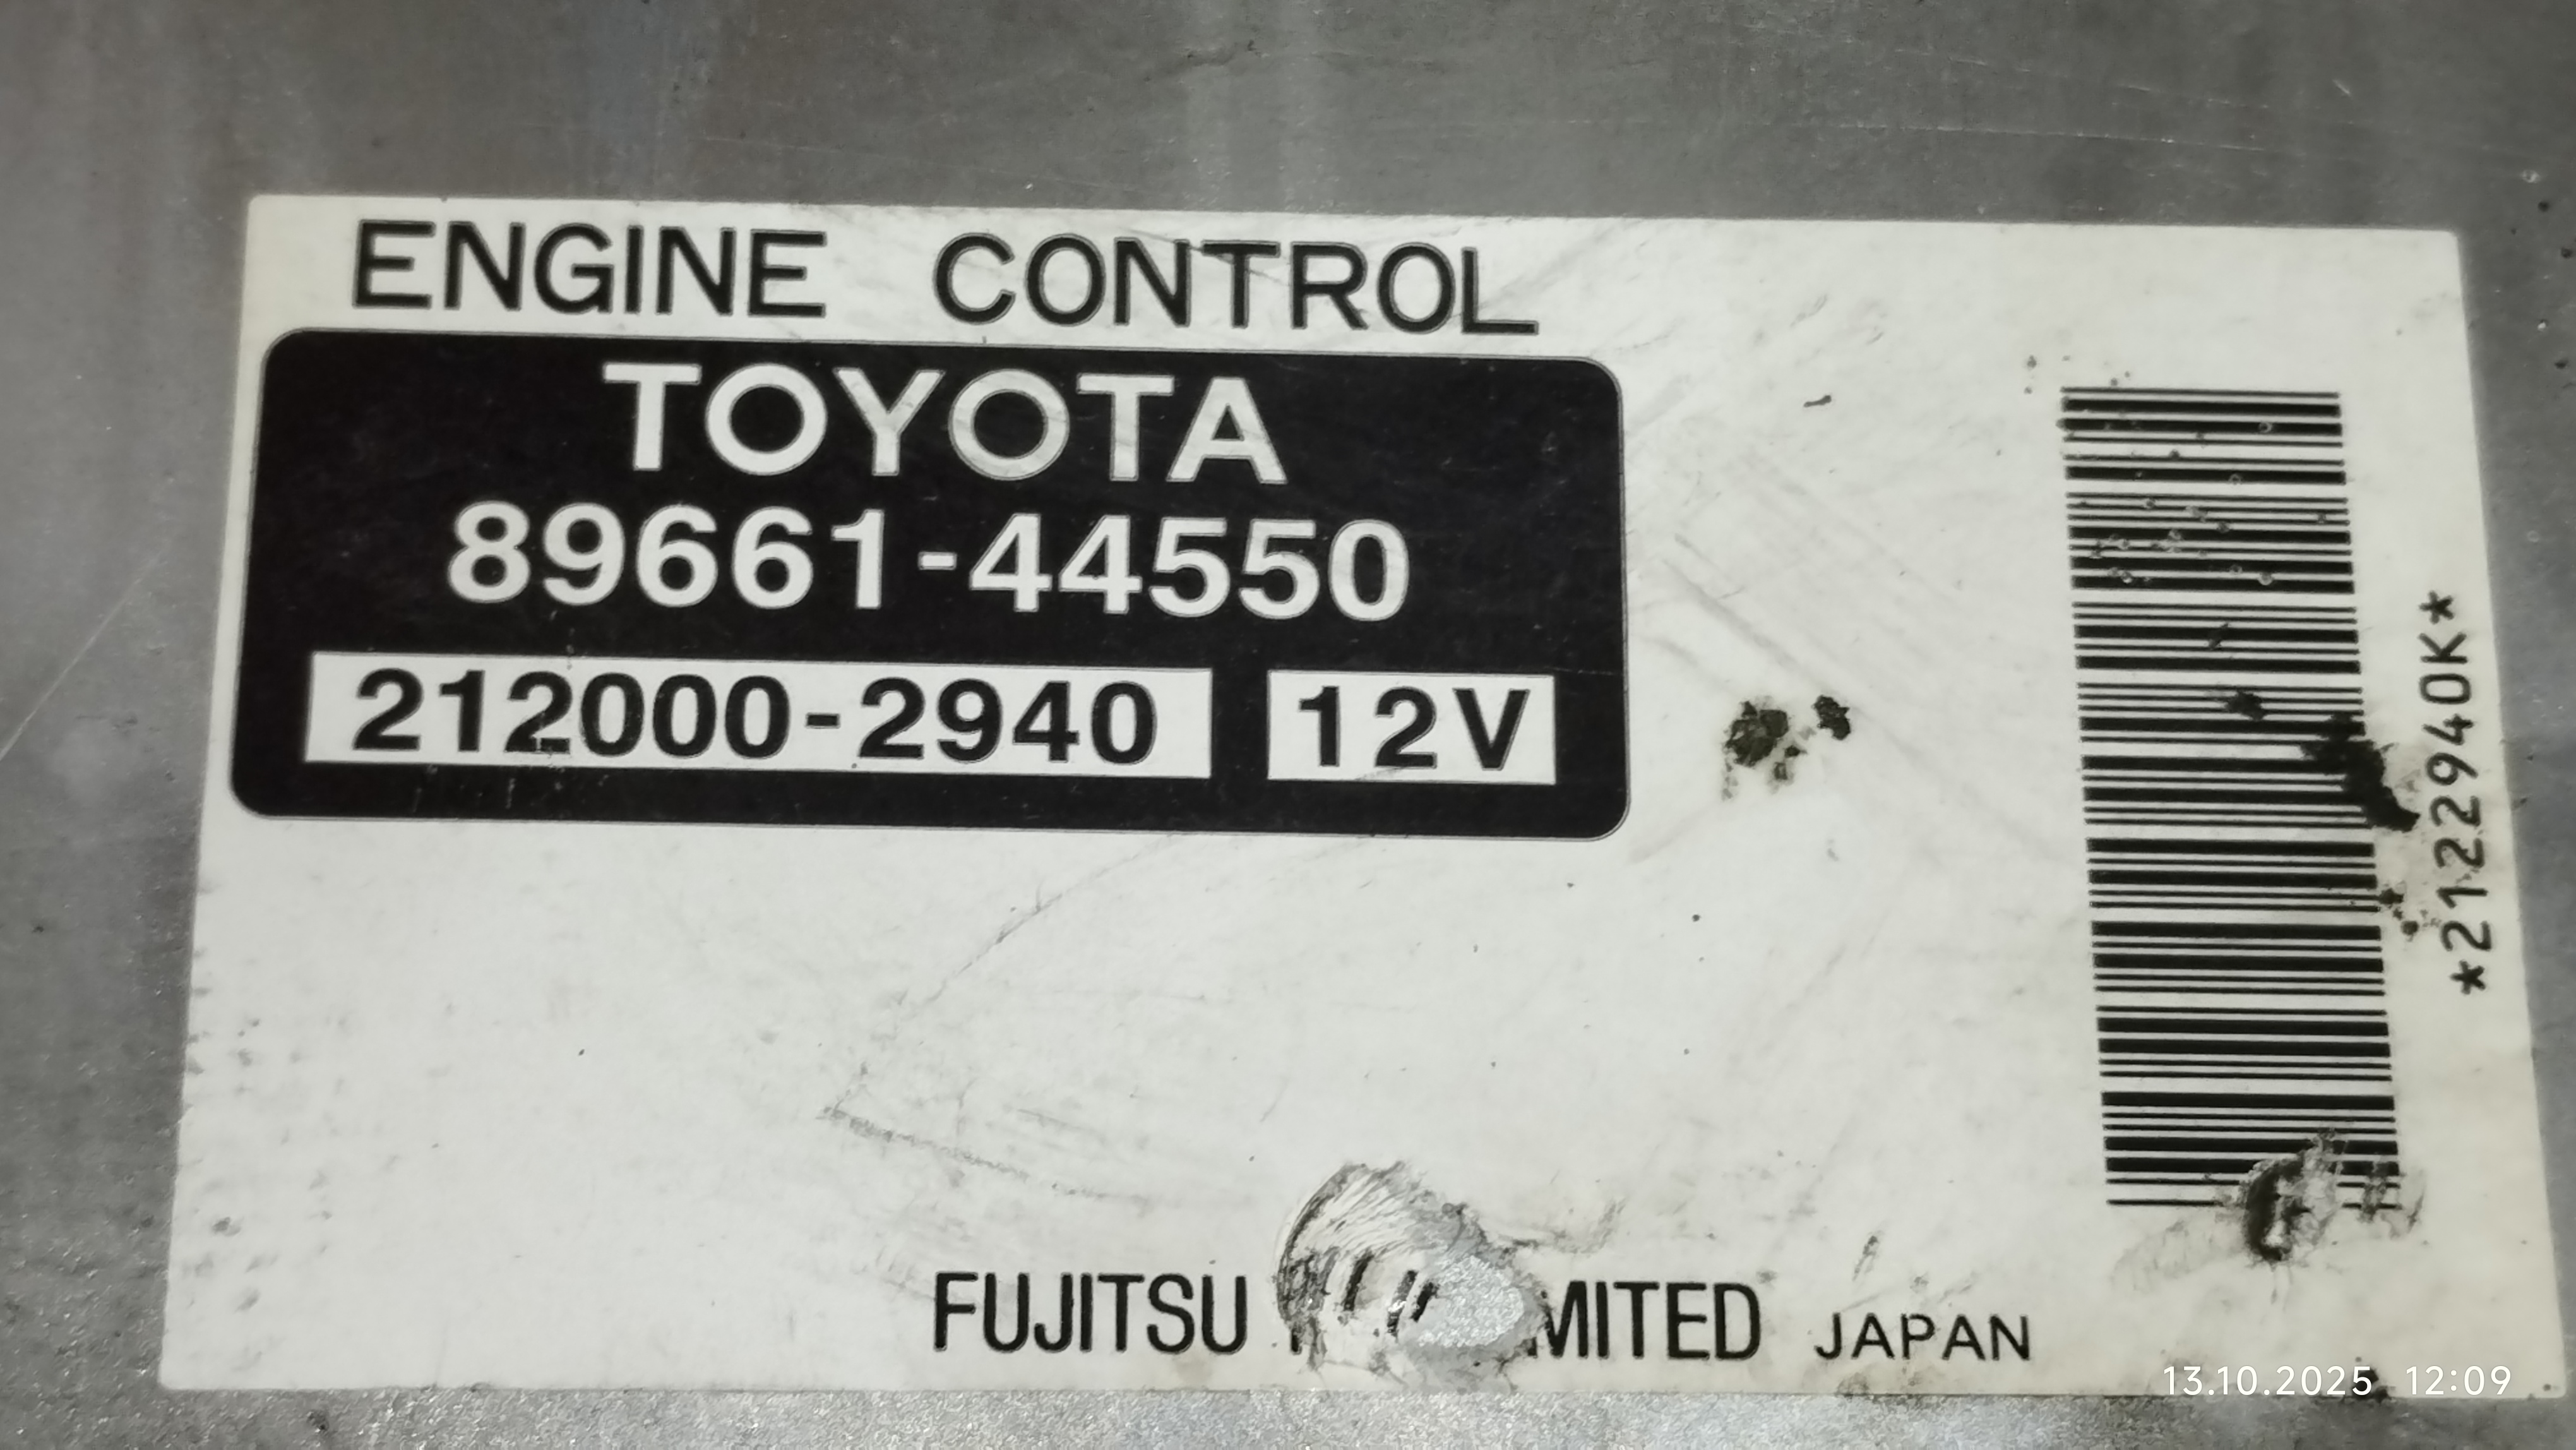 ENGINE CONTROL
TOYOTA
89661-44550
212000-2940 12V
*2122940K*
FUJITSU MITED JAPAN
13.10.2025 12:09